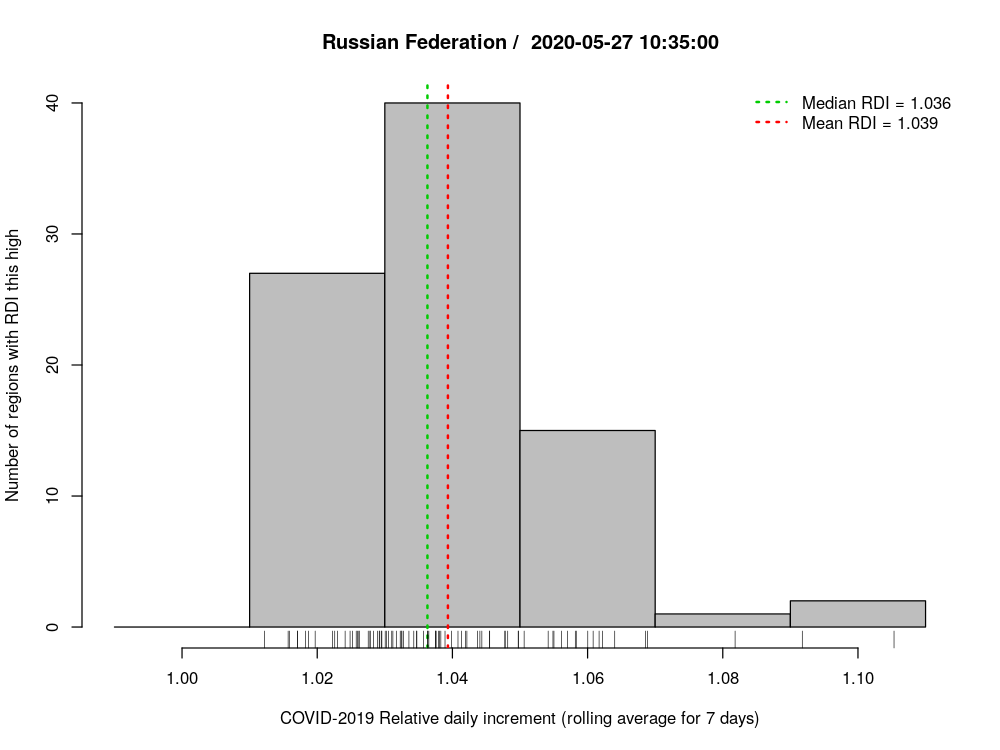 Russian Federation /  2020-05-27 10:35:00
Median RDI = 1.036
Mean RDI = 1.039
Number of regions with RDI this high
40
30
20
10
0
1.00 1.02 1.04 1.06 1.08 1.10
COVID-2019 Relative daily increment (rolling average for 7 days)